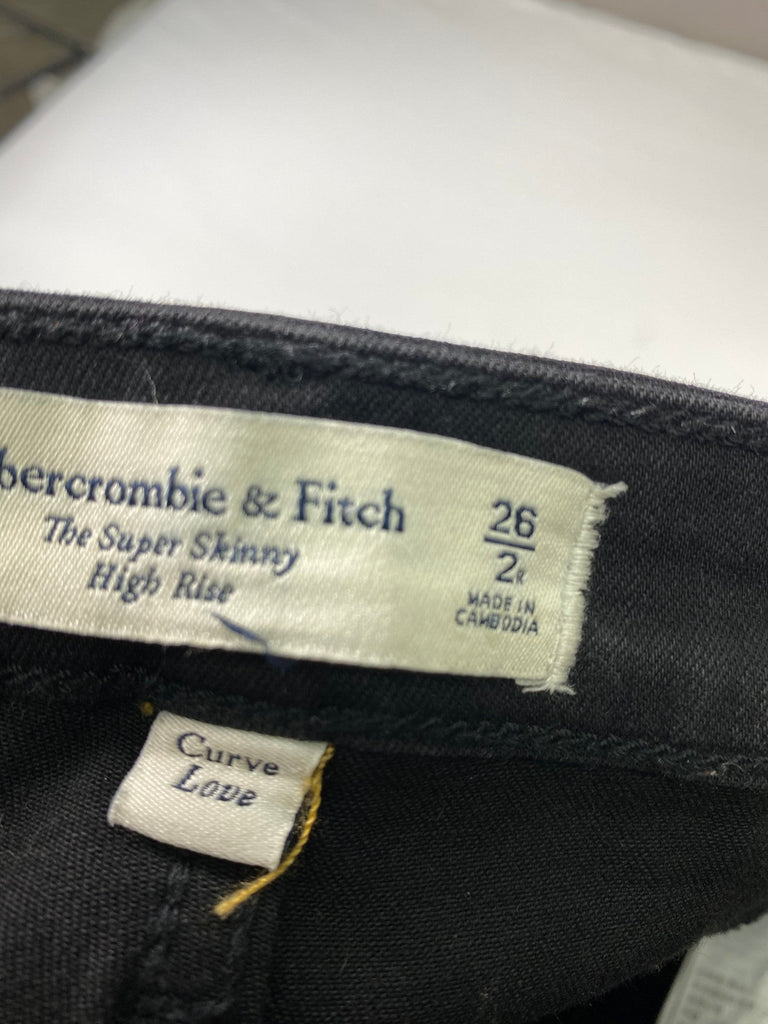 bercrombie & Fitch
The Super Skinny
High Rise
26
2R
MADE IN
CAMBODIA
Curve
Love